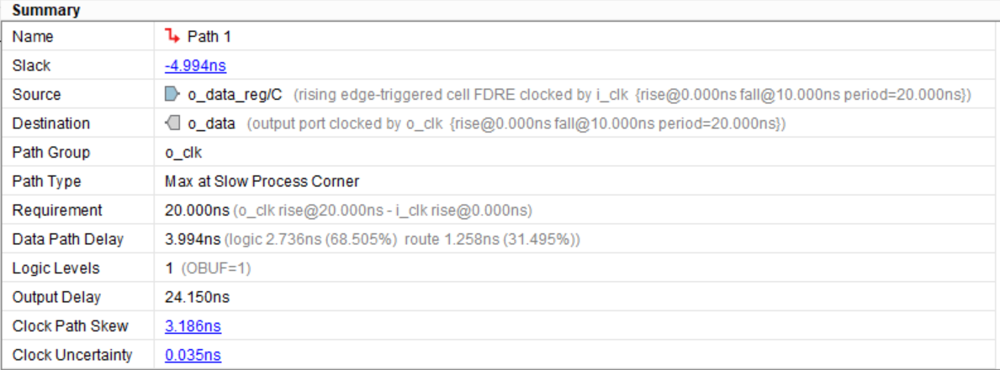 Summary
Name Path 1
Slack -4.994ns
Source o_data_reg/C (rising edge-triggered cell FDRE clocked by i_clk {rise@0.000ns fall@10.000ns period=20.000ns})
Destination o_data (output port clocked by o_clk {rise@0.000ns fall@10.000ns period=20.000ns})
Path Group o_clk
Path Type Max at Slow Process Corner
Requirement 20.000ns (o_clk rise@20.000ns - i_clk rise@0.000ns)
Data Path Delay 3.994ns (logic 2.736ns (68.505%) route 1.258ns (31.495%))
Logic Levels 1 (OBUF=1)
Output Delay 24.150ns
Clock Path Skew 3.186ns
Clock Uncertainty 0.035ns